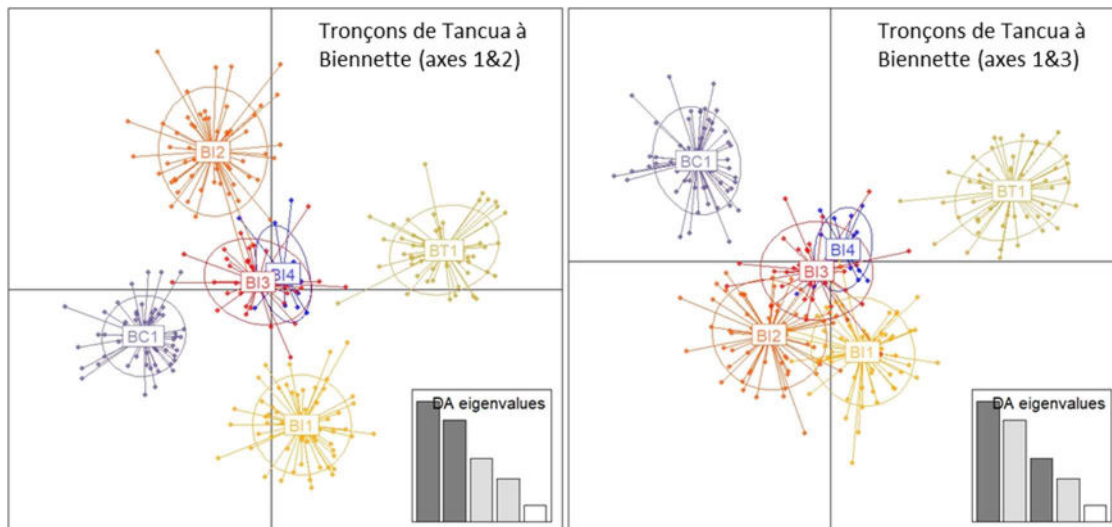 Tronçons de Tancua à
Biennette (axes 1&2)
BI2
BT1
BI4
BI3
BC1
BI1
DA eigenvalues
Tronçons de Tancua à
Biennette (axes 1&3)
BC1
BT1
BI4
BI3
BI2
BI1
DA eigenvalues